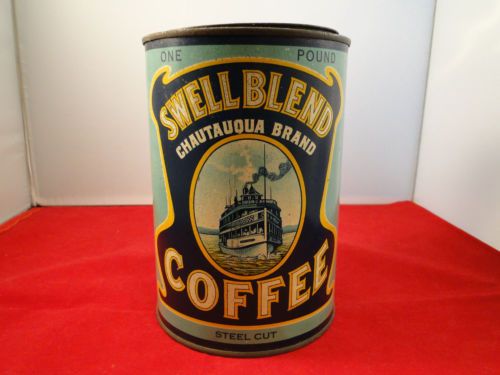 ONE POUND
SWELL BLEND
CHAUTAUQUA BRAND
COFFEE
STEEL CUT